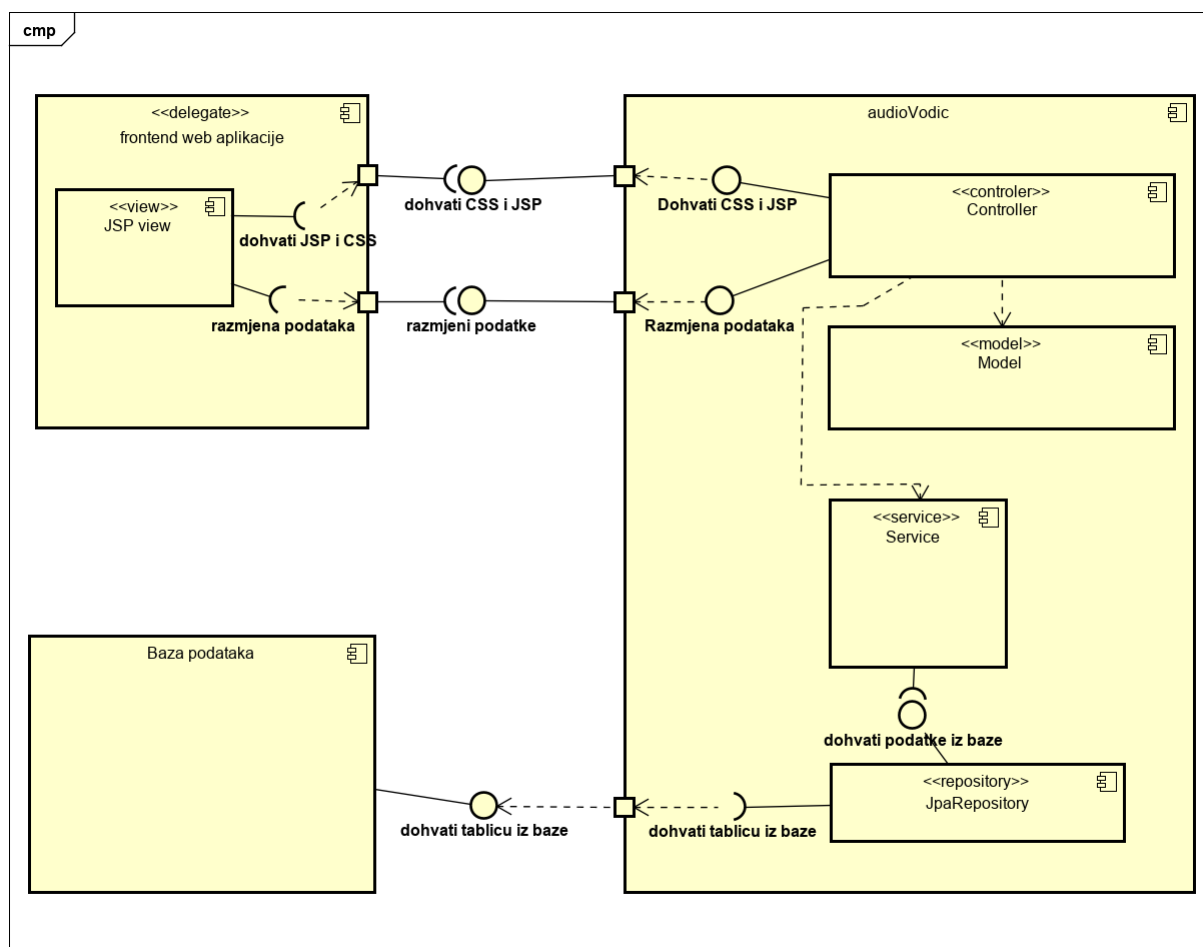 cmp
<<delegate>>
frontend web aplikacije
<<view>>
JSP view
dohvati JSP i CSS
razmjena podataka
dohvati CSS i JSP
razmjeni podatke
audioVodic
Dohvati CSS i JSP
Razmjena podataka
<<controler>>
Controller
<<model>>
Model
<<service>>
Service
dohvati podatke iz baze
<<repository>>
JpaRepository
dohvati tablicu iz baze
dohvati tablicu iz baze
Baza podataka